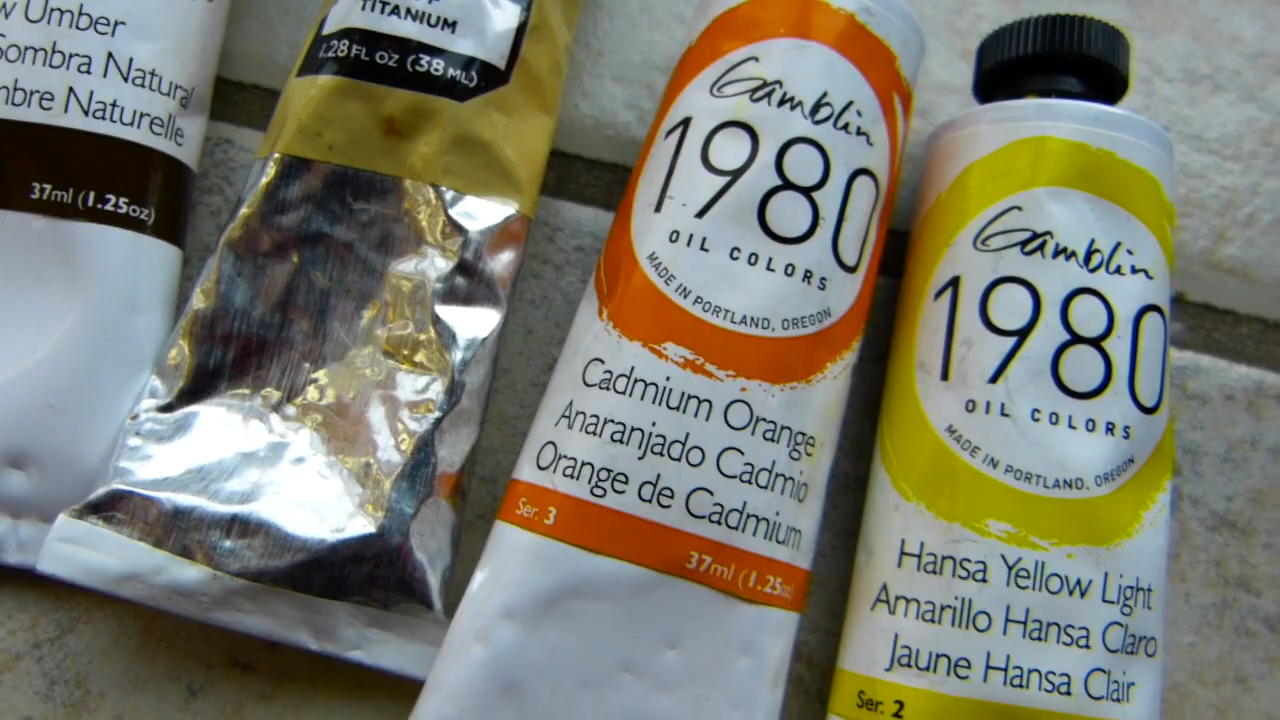 Umber
Sombra Natural
Naturelle
37ml (1.25oz)
TITANIUM
1.28 FL OZ (38 ML)
Gamblin
1980
OIL COLORS
MADE IN PORTLAND, OREGON
Cadmium Orange
Anaranjado Cadmio
Orange de Cadmium
Ser. 3
37ml (1.25oz)
Gamblin
1980
OIL COLORS
MADE IN PORTLAND, OREGON
Hansa Yellow Light
Amarillo Hansa Claro
Jaune Hansa Clair
Ser. 2